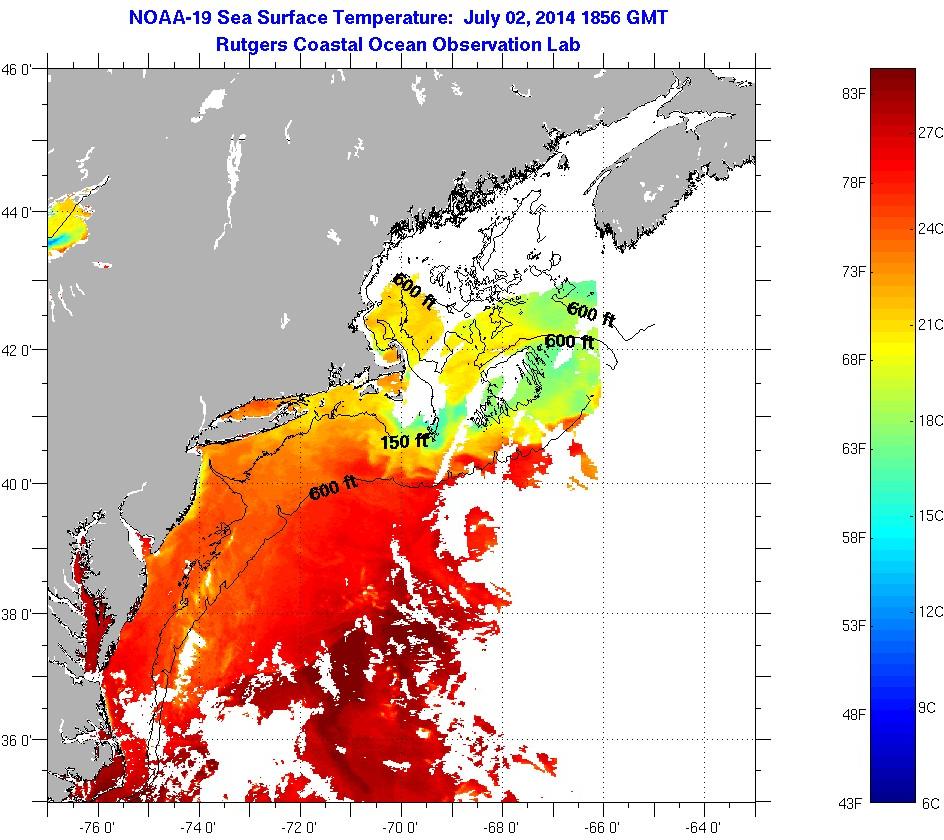 NOAA-19 Sea Surface Temperature: July 02, 2014 1856 GMT
Rutgers Coastal Ocean Observation Lab
46 0'
44 0'
42 0'
40 0'
38 0'
36 0'
-76 0'
-74 0'
-72 0'
-70 0'
-68 0'
-66 0'
-64 0'
600 ft
600 ft
600 ft
150 ft
600 ft
83F
78F
73F
68F
63F
58F
53F
48F
43F
27C
24C
21C
18C
15C
12C
9C
6C